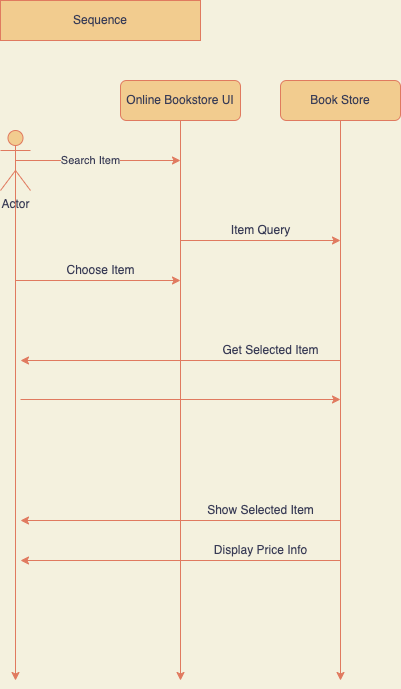 Sequence
Online Bookstore UI
Book Store
Search Item
Actor
Item Query
Choose Item
Get Selected Item
Show Selected Item
Display Price Info